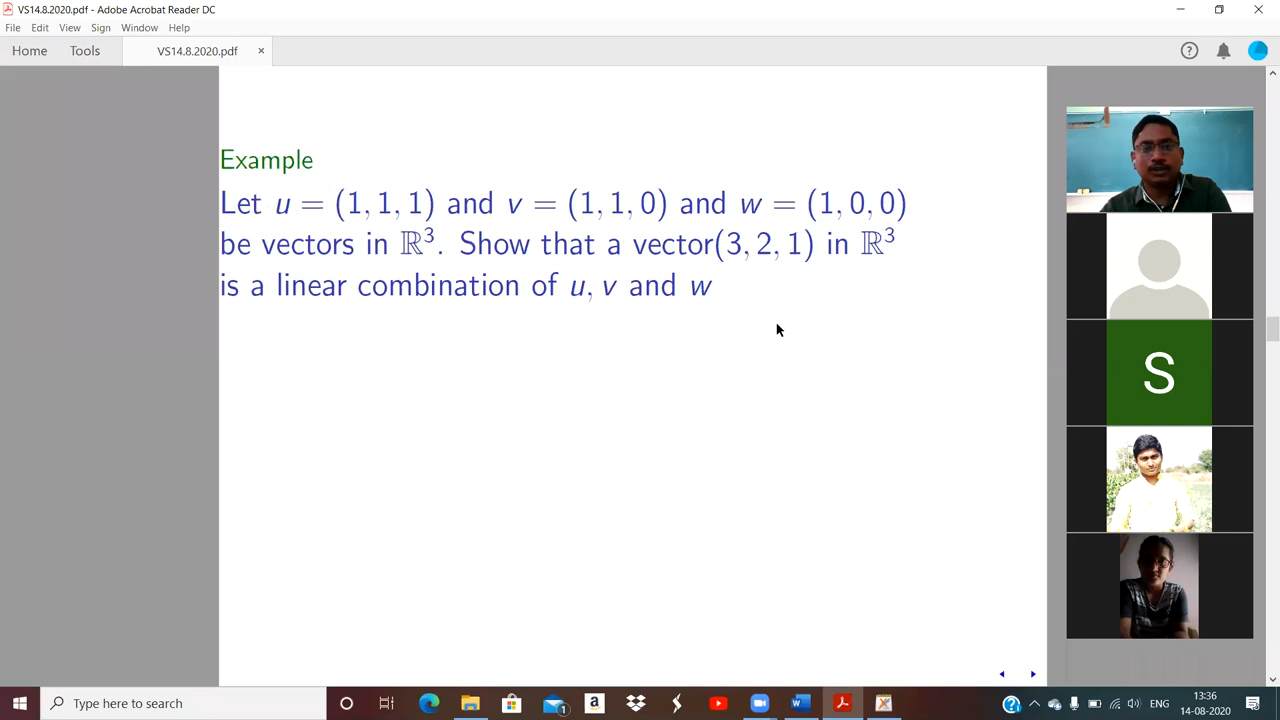 VS14.8.2020.pdf - Adobe Acrobat Reader DC
File Edit View Sign Window Help
Home Tools VS14.8.2020.pdf ×
Example
Let u = (1, 1, 1) and v = (1, 1, 0) and w = (1, 0, 0)
be vectors in ℝ³. Show that a vector(3, 2, 1) in ℝ³
is a linear combination of u, v and w
S
Type here to search
1
ENG
13:36
14-08-2020